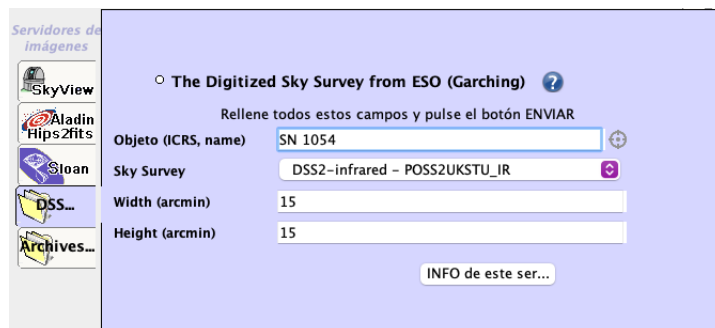 Servidores de
imágenes
SkyView
Aladin
Hips2fits
Sloan
DSS...
Archives...
The Digitized Sky Survey from ESO (Garching) ?
Rellene todos estos campos y pulse el botón ENVIAR
Objeto (ICRS, name) SN 1054
Sky Survey DSS2-infrared - POSS2UKSTU_IR
Width (arcmin) 15
Height (arcmin) 15
INFO de este ser...